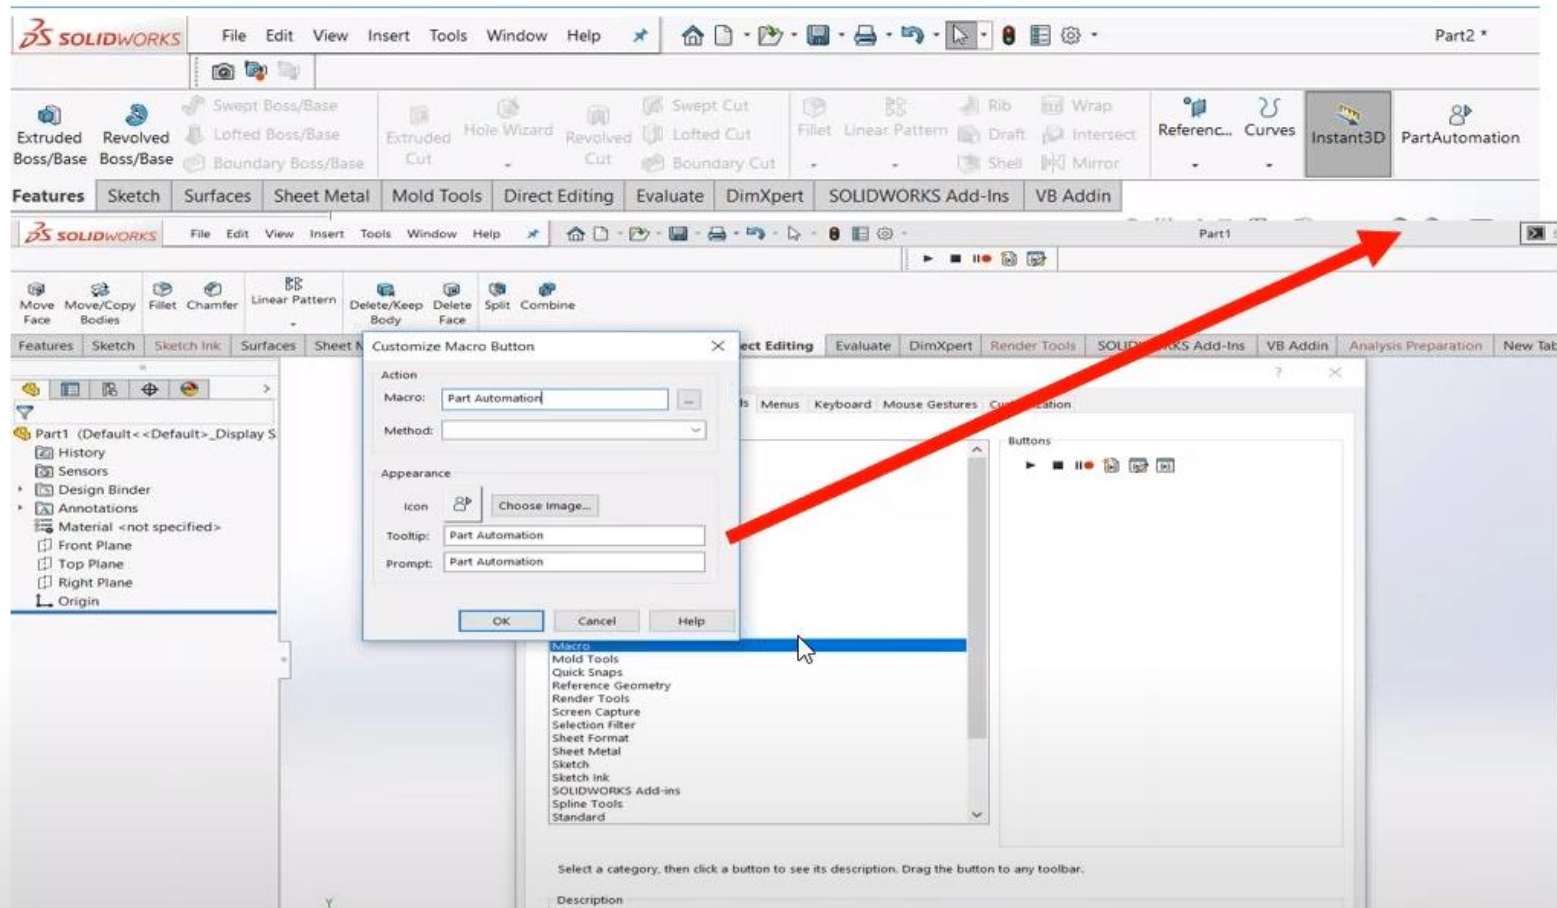 SOLIDWORKS File Edit View Insert Tools Window Help Part2 *
Swept Boss/Base Swept Cut Rib Wrap
Extruded Boss/Base Revolved Boss/Base Lofted Boss/Base Extruded Cut Hole Wizard Revolved Cut Lofted Cut Fillet Linear Pattern Draft Intersect Referenc... Curves Instant3D PartAutomation
Boundary Boss/Base Boundary Cut Shell Mirror
Features Sketch Surfaces Sheet Metal Mold Tools Direct Editing Evaluate DimXpert SOLIDWORKS Add-Ins VB Addin
SOLIDWORKS File Edit View Insert Tools Window Help Part1
Move Face Move/Copy Bodies Fillet Chamfer Linear Pattern Delete/Keep Body Delete Face Split Combine
Features Sketch Sketch Ink Surfaces Sheet ect Editing Evaluate DimXpert Render Tools Add-Ins VB Addin Analysis Preparation New Tab
Customize Macro Button
Action
Macro: Part Automation ...
Method:
Appearance
Icon Choose Image...
Tooltip: Part Automation
Prompt: Part Automation
OK Cancel Help
Menus Keyboard Mouse Gestures
Buttons
Part1 (Default<<Default>_Display S
History
Sensors
Design Binder
Annotations
Material <not specified>
Front Plane
Top Plane
Right Plane
Origin
Macro
Mold Tools
Quick Snaps
Reference Geometry
Render Tools
Screen Capture
Selection Filter
Sheet Format
Sheet Metal
Sketch
Sketch Ink
SOLIDWORKS Add-ins
Spline Tools
Standard
Select a category, then click a button to see its description. Drag the button to any toolbar.
Description
Y